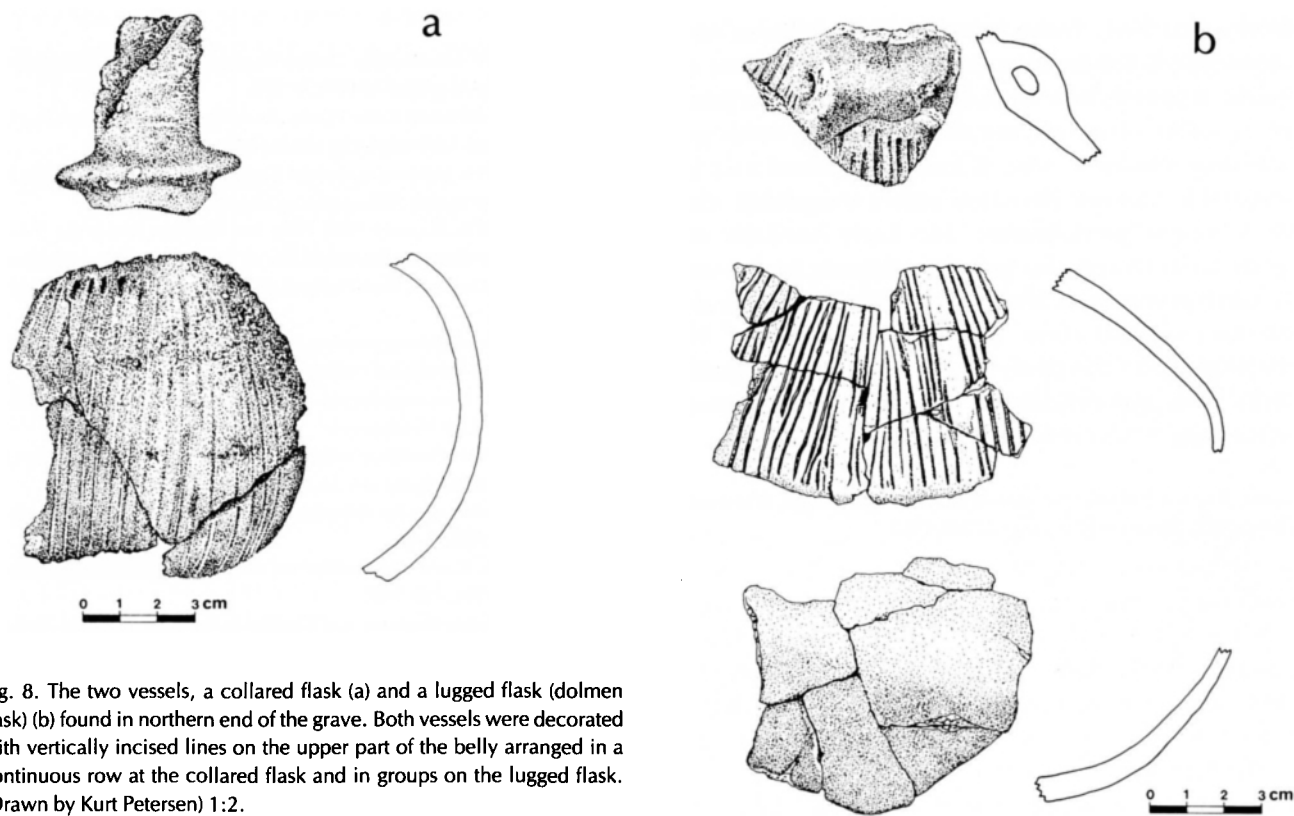 a
b
0 1 2 3 cm
g. 8. The two vessels, a collared flask (a) and a lugged flask (dolmen
ask) (b) found in northern end of the grave. Both vessels were decorated
ith vertically incised lines on the upper part of the belly arranged in a
ontinuous row at the collared flask and in groups on the lugged flask.
Drawn by Kurt Petersen) 1:2.
0 1 2 3 cm